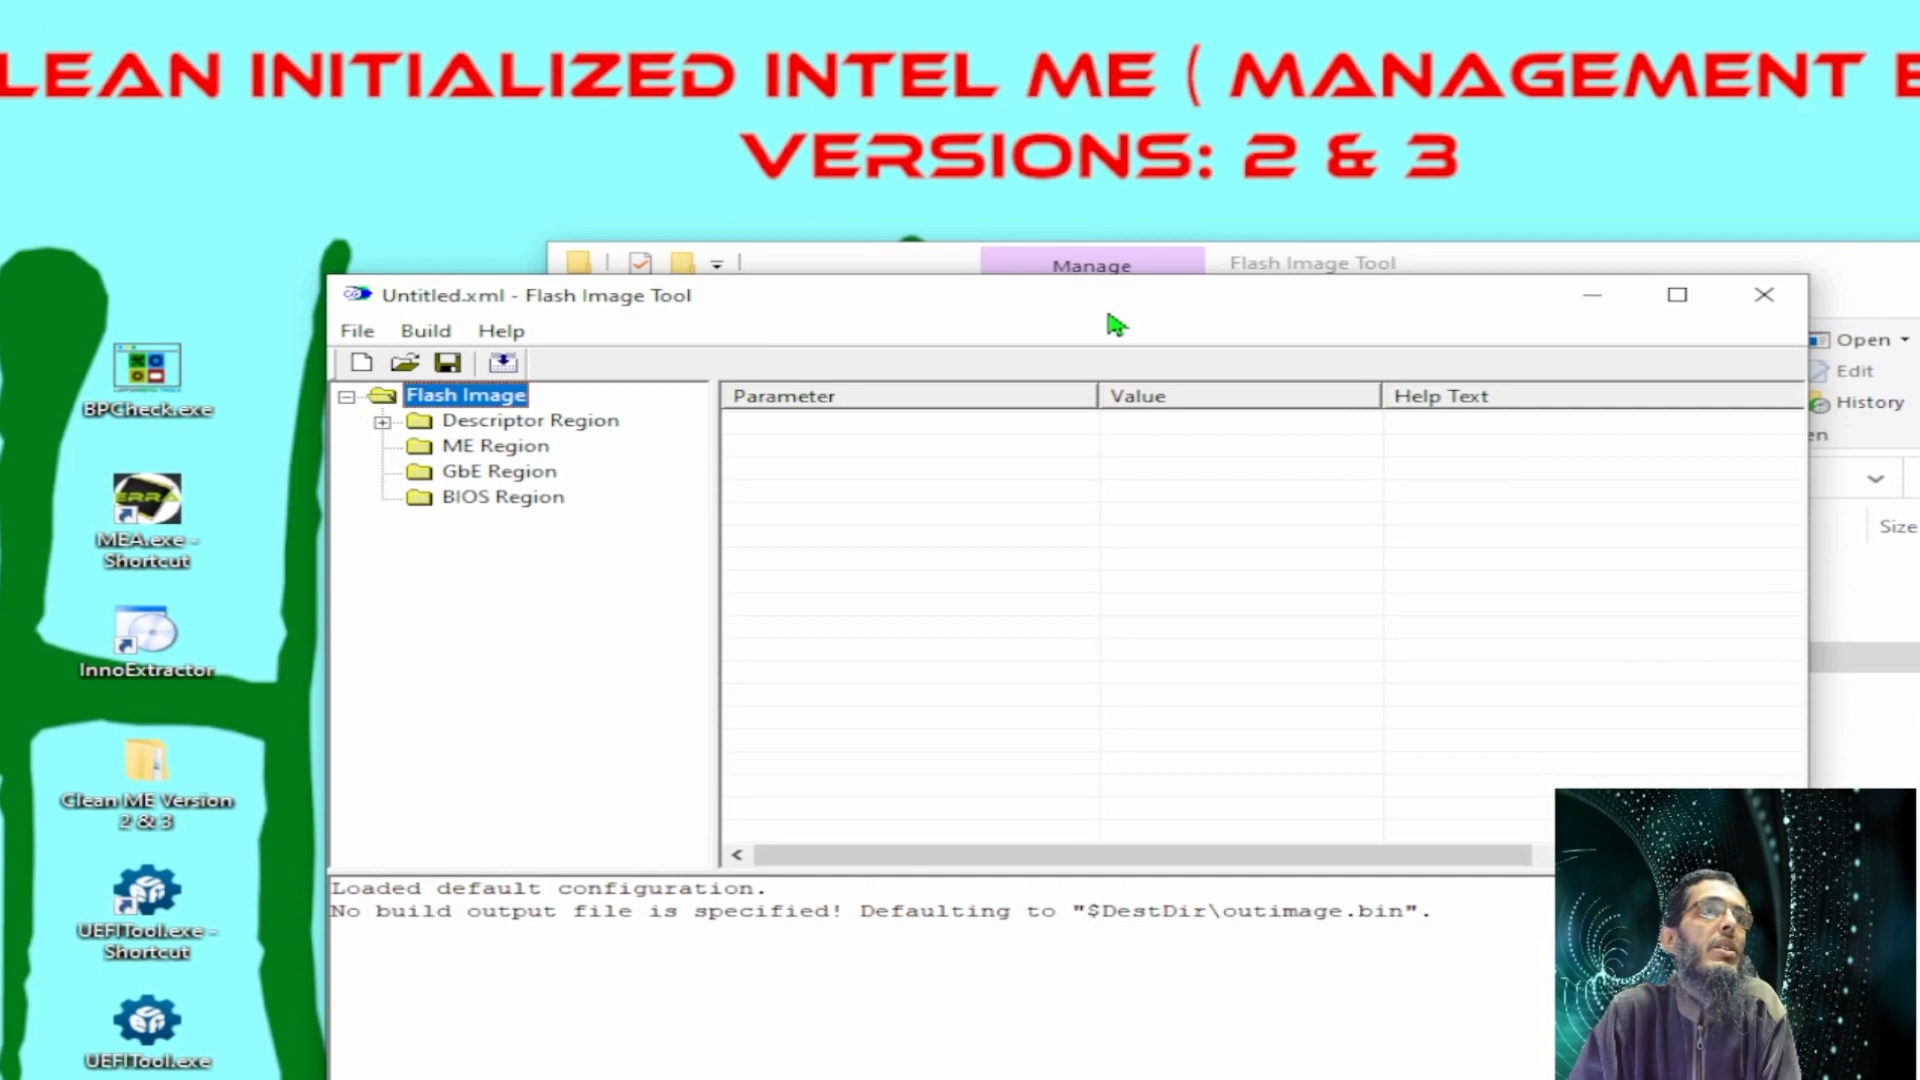 LEAN INITIALIZED INTEL ME ( MANAGEMENT E
VERSIONS: 2 & 3
Manage
Flash Image Tool
Untitled.xml - Flash Image Tool
File Build Help
Open
Edit
History
en
Size
Flash Image
Descriptor Region
ME Region
GbE Region
BIOS Region
Parameter Value Help Text
BPCheck.exe
MEA.exe -
Shortcut
InnoExtractor
Clean ME Version
2 & 3
UEFITool.exe -
Shortcut
UEFITool.exe
Loaded default configuration.
No build output file is specified! Defaulting to "$DestDir\outimage.bin".